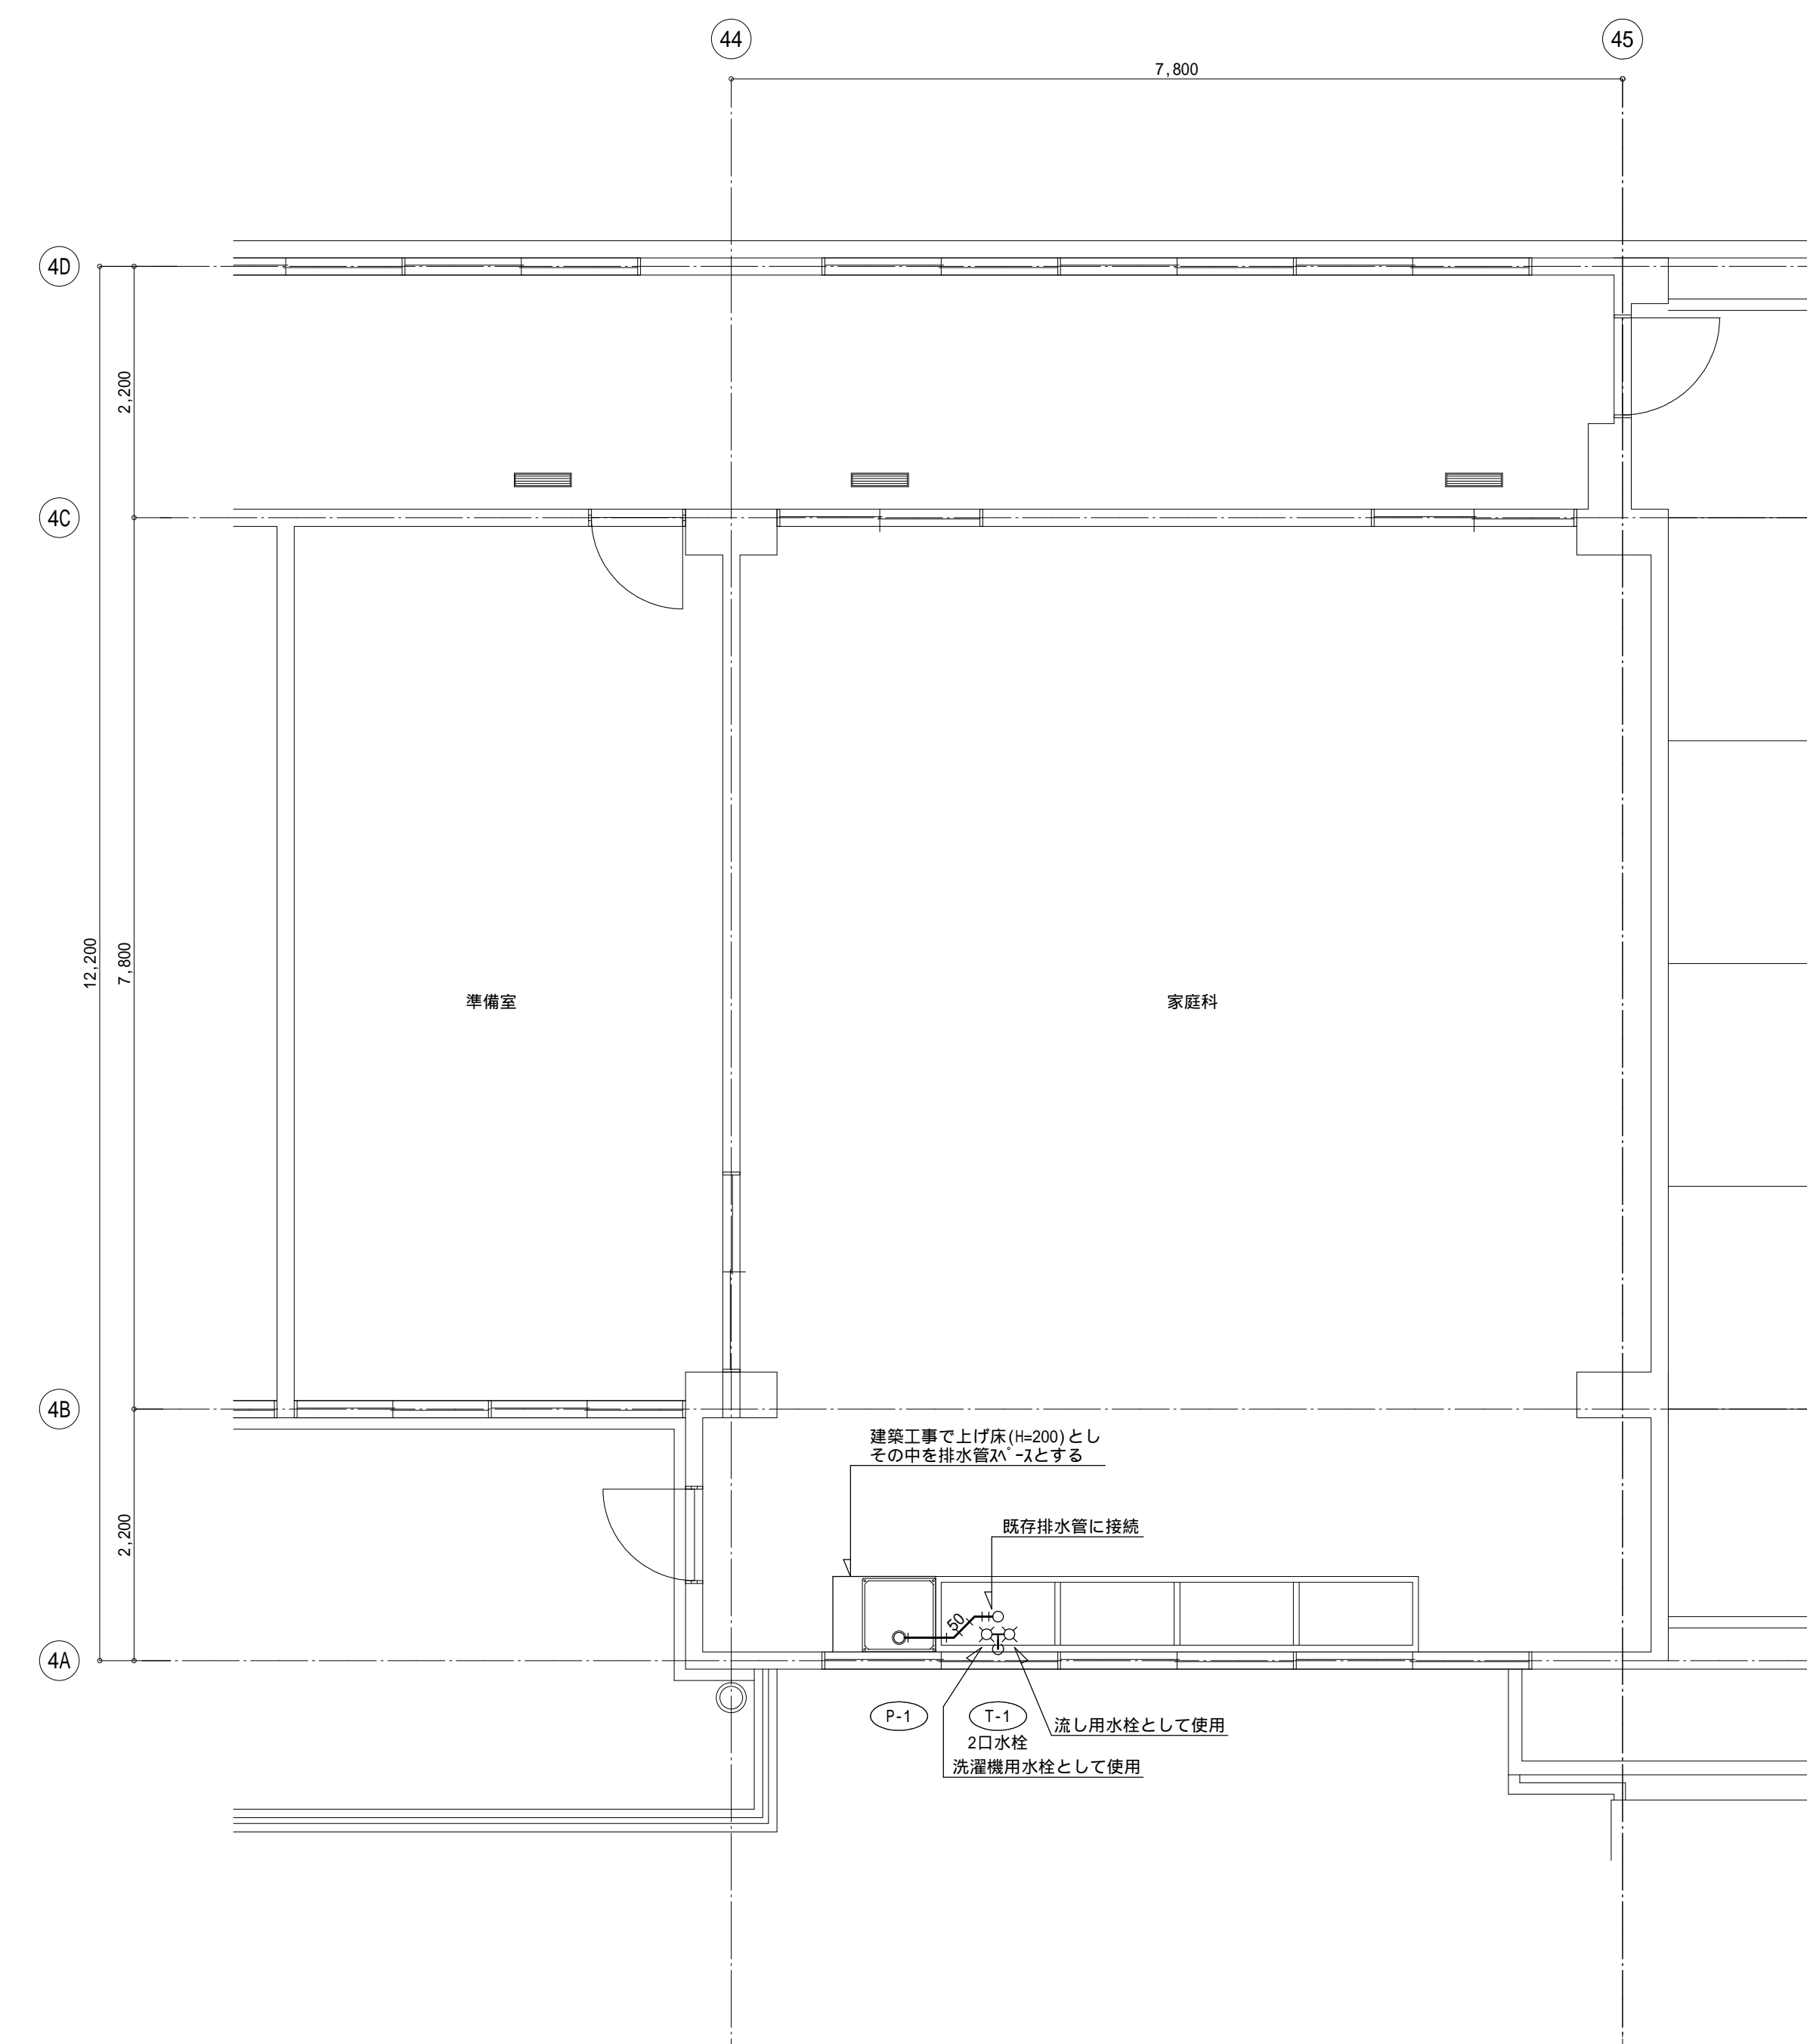 44
45
7,800
4D
2,200
4C
12,200
7,800
準備室
家庭科
4B
建築工事で上げ床(H=200)とし
その中を排水管ｽﾍﾟｰｽとする
2,200
既存排水管に接続
50
4A
P-1
T-1
流し用水栓として使用
2口水栓
洗濯機用水栓として使用